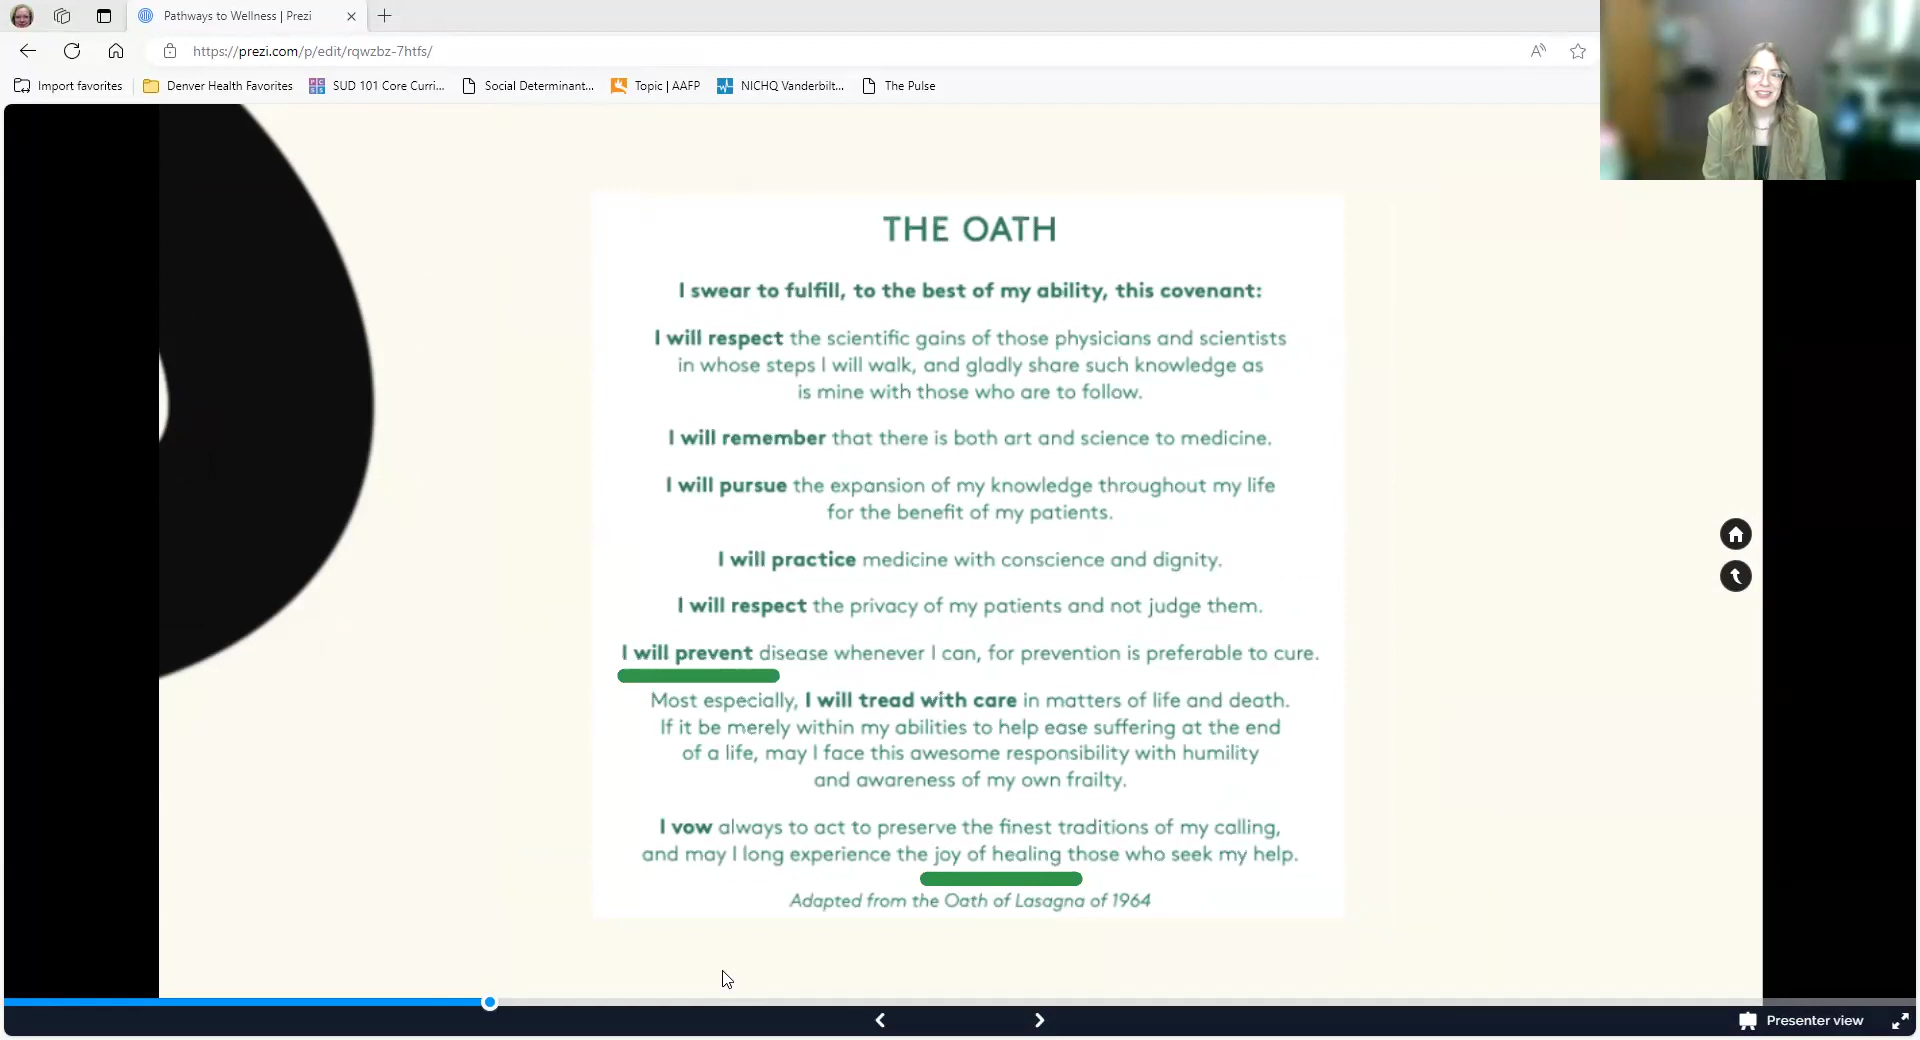 Pathways to Wellness | Prezi
https://prezi.com/p/edit/rqwzbz-7htfs/
Import favorites
Denver Health Favorites
SUD 101 Core Curri...
Social Determinant...
Topic | AAFP
NICHQ Vanderbilt...
The Pulse
THE OATH
I swear to fulfill, to the best of my ability, this covenant:
I will respect the scientific gains of those physicians and scientists
in whose steps I will walk, and gladly share such knowledge as
is mine with those who are to follow.
I will remember that there is both art and science to medicine.
I will pursue the expansion of my knowledge throughout my life
for the benefit of my patients.
I will practice medicine with conscience and dignity.
I will respect the privacy of my patients and not judge them.
I will prevent disease whenever I can, for prevention is preferable to cure.
Most especially, I will tread with care in matters of life and death.
If it be merely within my abilities to help ease suffering at the end
of a life, may I face this awesome responsibility with humility
and awareness of my own frailty.
I vow always to act to preserve the finest traditions of my calling,
and may I long experience the joy of healing those who seek my help.
Adapted from the Oath of Lasagna of 1964
Presenter view